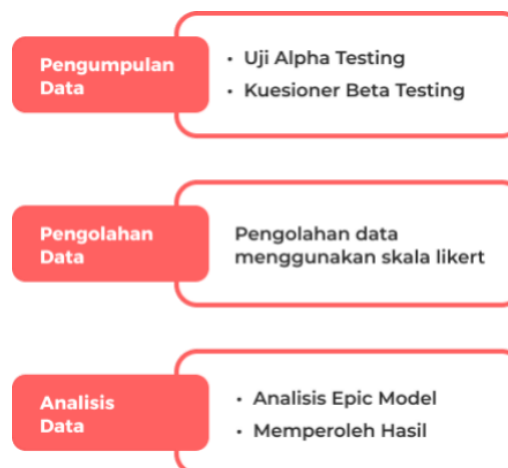 Pengumpulan
Data
• Uji Alpha Testing
• Kuesioner Beta Testing
Pengolahan
Data
Pengolahan data
menggunakan skala likert
Analisis
Data
• Analisis Epic Model
• Memperoleh Hasil